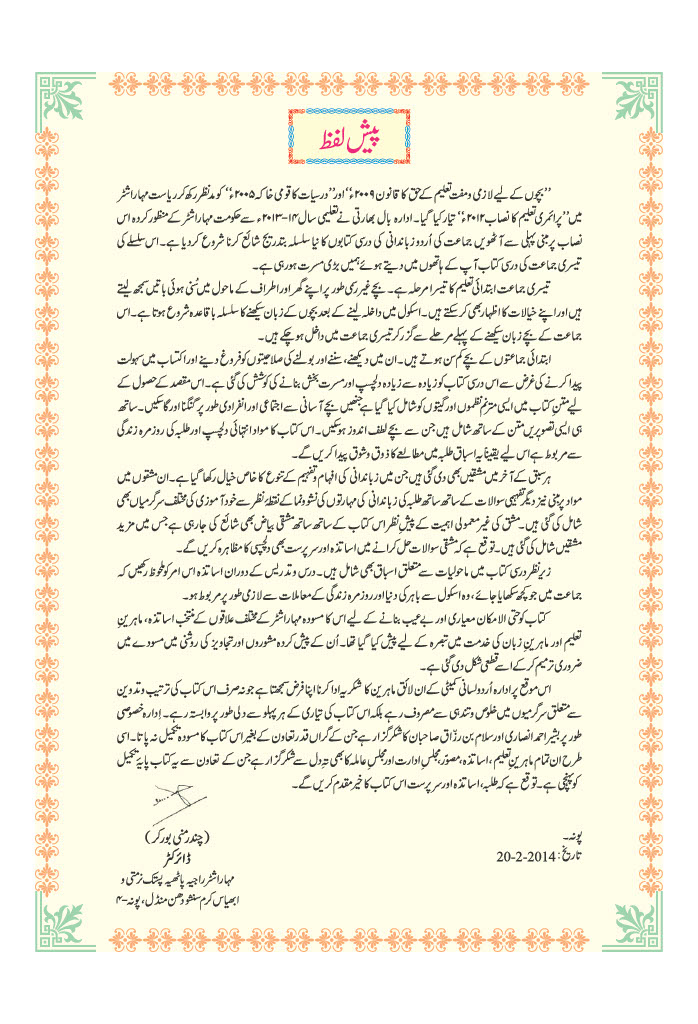 پیش لفظ
’’بچوں کے لیے لازمی و مفت تعلیم کے حق کا قانون ۲۰۰۹ء‘‘ اور ’’درسیات کا قومی خاکہ ۲۰۰۵ء‘‘ کو مدنظر رکھ کر ریاست مہاراشٹر
میں ’’پرائمری تعلیم کا نصاب ۲۰۱۲ء‘‘ تیار کیا گیا۔ ادارہ بال بھارتی نے تعلیمی سال ۱۴-۲۰۱۳ء سے حکومت مہاراشٹر کے منظور کردہ اس
نصاب پر مبنی پہلی سے آٹھویں جماعت کی اُردو زباندانی کی درسی کتابوں کا نیا سلسلہ بتدریج شائع کرنا شروع کردیا ہے۔ اس سلسلے کی
تیسری جماعت کی درسی کتاب آپ کے ہاتھوں میں دیتے ہوئے ہمیں بڑی مسرت ہورہی ہے۔
تیسری جماعت ابتدائی تعلیم کا تیسرا مرحلہ ہے۔ بچے غیر رسمی طور پر اپنے گھر اور اطراف کے ماحول میں سُنی ہوئی باتیں سمجھ لیتے
ہیں اور اپنے خیالات کا اظہار بھی کرسکتے ہیں۔ اسکول میں داخلہ لینے کے بعد بچوں کے زبان سیکھنے کا سلسلہ باقاعدہ شروع ہوتا ہے۔ اس
جماعت کے بچے زبان سیکھنے کے پہلے مرحلے سے گزر کر تیسری جماعت میں داخل ہوچکے ہیں۔
ابتدائی جماعتوں کے بچے کم سن ہوتے ہیں۔ ان میں دیکھنے، سننے اور بولنے کی صلاحیتوں کو فروغ دینے اور اکتساب میں سہولت
پیدا کرنے کی غرض سے اس درسی کتاب کو زیادہ سے زیادہ دلچسپ اور مسرت بخش بنانے کی کوشش کی گئی ہے۔ اس مقصد کے حصول کے
لیے متنِ کتاب میں ایسی مترنم نظموں اور گیتوں کو شامل کیا گیا ہے جنھیں بچے آسانی سے اجتماعی اور انفرادی طور پر گنگنا اور گاسکیں۔ ساتھ
ہی ایسی تصویریں متن کے ساتھ شامل ہیں جن سے بچے لطف اندوز ہوسکیں۔ اس کتاب کا مواد انتہائی دلچسپ اور طلبہ کی روزمرہ زندگی
سے مربوط ہے اس لیے یقیناً یہ اسباق طلبہ میں مطالعے کا ذوق و شوق پیدا کریں گے۔
ہر سبق کے آخر میں مشقیں بھی دی گئی ہیں جن میں زباندانی کی افہام و تفہیم کے تنوع کا خاص خیال رکھا گیا ہے۔ ان مشقوں میں
مواد پر مبنی نیز دیگر تفہیمی سوالات کے ساتھ ساتھ طلبہ کی زباندانی کی مہارتوں کی نشوونما کے نقطۂ نظر سے خود آموزی کی مختلف سرگرمیاں بھی
شامل کی گئی ہیں۔ مشق کی غیر معمولی اہمیت کے پیشِ نظر اس کتاب کے ساتھ ساتھ مشقی بیاض بھی شائع کی جارہی ہے جس میں مزید
مشقیں شامل کی گئی ہیں۔ توقع ہے کہ مشقی سوالات حل کرانے میں اساتذہ اور سرپرست بھی دلچسپی کا مظاہرہ کریں گے۔
زیر نظر درسی کتاب میں ماحولیات سے متعلق اسباق بھی شامل ہیں۔ درس و تدریس کے دوران اساتذہ اس امر کو ملحوظ رکھیں کہ
جماعت میں جو کچھ سکھایا جائے، وہ اسکول سے باہر کی دنیا اور روزمرہ زندگی کے معاملات سے لازمی طور پر مربوط ہو۔
کتاب کو حتی الامکان معیاری اور بے عیب بنانے کے لیے اس کا مسودہ مہاراشٹر کے مختلف علاقوں کے منتخب اساتذہ، ماہرینِ
تعلیم اور ماہرینِ زبان کی خدمت میں تبصرہ کے لیے پیش کیا گیا تھا۔ اُن کے پیش کردہ مشوروں اور تجاویز کی روشنی میں مسودے میں
ضروری ترمیم کرکے اسے قطعی شکل دی گئی ہے۔
اس موقع پر ادارہ اُردو لسانی کمیٹی کے ان لائق ماہرین کا شکریہ ادا کرنا اپنا فرض سمجھتا ہے جو نہ صرف اس کتاب کی ترتیب و تدوین
سے متعلق سرگرمیوں میں خلوص و تندہی سے مصروف رہے بلکہ اس کتاب کی تیاری کے ہر پہلو سے دلی طور پر وابستہ رہے۔ اِدارہ خصوصی
طور پر بشیر احمد انصاری اور سلام بن رزّاق صاحبان کا شکر گزار ہے جن کے گراں قدر تعاون کے بغیر اس کتاب کا مسودہ تکمیل نہ پاتا۔ اسی
طرح ان تمام ماہرینِ تعلیم، اساتذہ، مصوّر، مجلسِ ادارت اور مجلسِ عاملہ کا بھی تہِ دل سے شکر گزار ہے جن کے تعاون سے یہ کتاب پایۂ تکمیل
کو پہنچی ہے۔ توقع ہے کہ طلبہ، اساتذہ اور سرپرست اس کتاب کا خیر مقدم کریں گے۔
پونہ۔
تاریخ: 20-2-2014
(چندرمنی بورکر)
ڈائرکٹر
مہاراشٹر راجیہ پاٹھیہ پستک نرمتی و
ابھیاس کرم سنشودھن منڈل، پونہ-۴